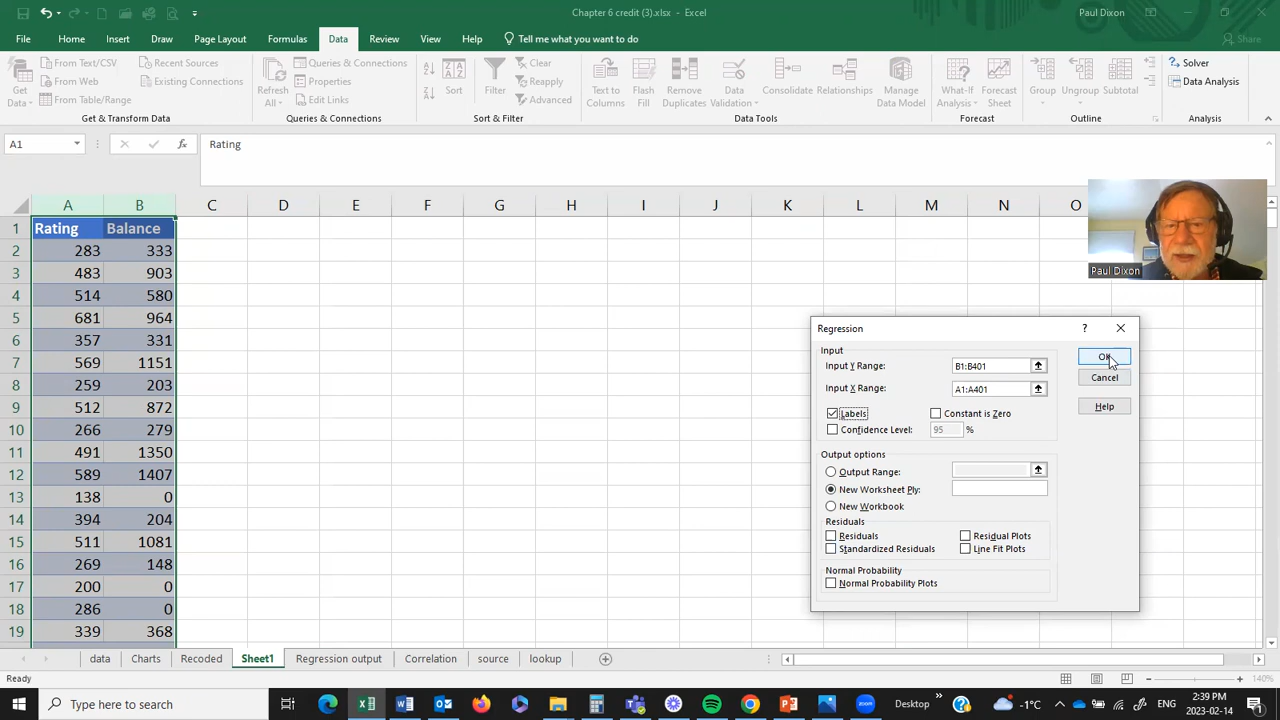 Chapter 6 credit (3).xlsx - Excel
Paul Dixon
File Home Insert Draw Page Layout Formulas Data Review View Help Tell me what you want to do Share
Get Data
From Text/CSV
From Web
From Table/Range
Recent Sources
Existing Sources
Get & Transform Data
Refresh All
Queries & Connections
Properties
Edit Links
Queries & Connections
Sort
Filter
Clear
Reapply
Advanced
Sort & Filter
Text to Columns
Flash Fill
Remove Duplicates
Data Validation
Consolidate
Relationships
Manage Data Model
Data Tools
What-If Analysis
Forecast Sheet
Forecast
Group
Ungroup
Subtotal
Outline
Solver
Data Analysis
Analysis
A1 fx Rating
A B C D E F G H I J K L M N O
1 Rating Balance
2 283 333
3 483 903
4 514 580
5 681 964
6 357 331
7 569 1151
8 259 203
9 512 872
10 266 279
11 491 1350
12 589 1407
13 138 0
14 394 204
15 511 1081
16 269 148
17 200 0
18 286 0
19 339 368
Paul Dixon
Regression ?
Input
Input Y Range: B1:B401
Input X Range: A1:A401
Labels Constant is Zero
Confidence Level: 95 %
Output options
Output Range:
New Worksheet Ply:
New Workbook
Residuals
Residuals Residual Plots
Standardized Residuals Line Fit Plots
Normal Probability
Normal Probability Plots
OK
Cancel
Help
data Charts Recoded Sheet1 Regression output Correlation source lookup
Ready
140%
Type here to search
Desktop
-1°C
ENG
2:39 PM
2023-02-14